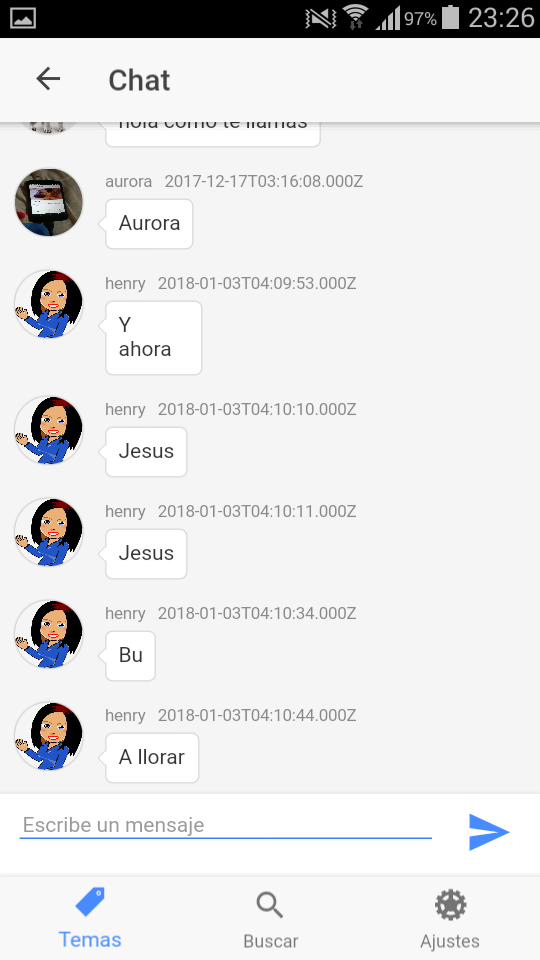 97% 23:26
Chat
hola como te llamas
aurora 2017-12-17T03:16:08.000Z
Aurora
henry 2018-01-03T04:09:53.000Z
Y
ahora
henry 2018-01-03T04:10:10.000Z
Jesus
henry 2018-01-03T04:10:11.000Z
Jesus
henry 2018-01-03T04:10:34.000Z
Bu
henry 2018-01-03T04:10:44.000Z
A llorar
Escribe un mensaje
Temas
Buscar
Ajustes